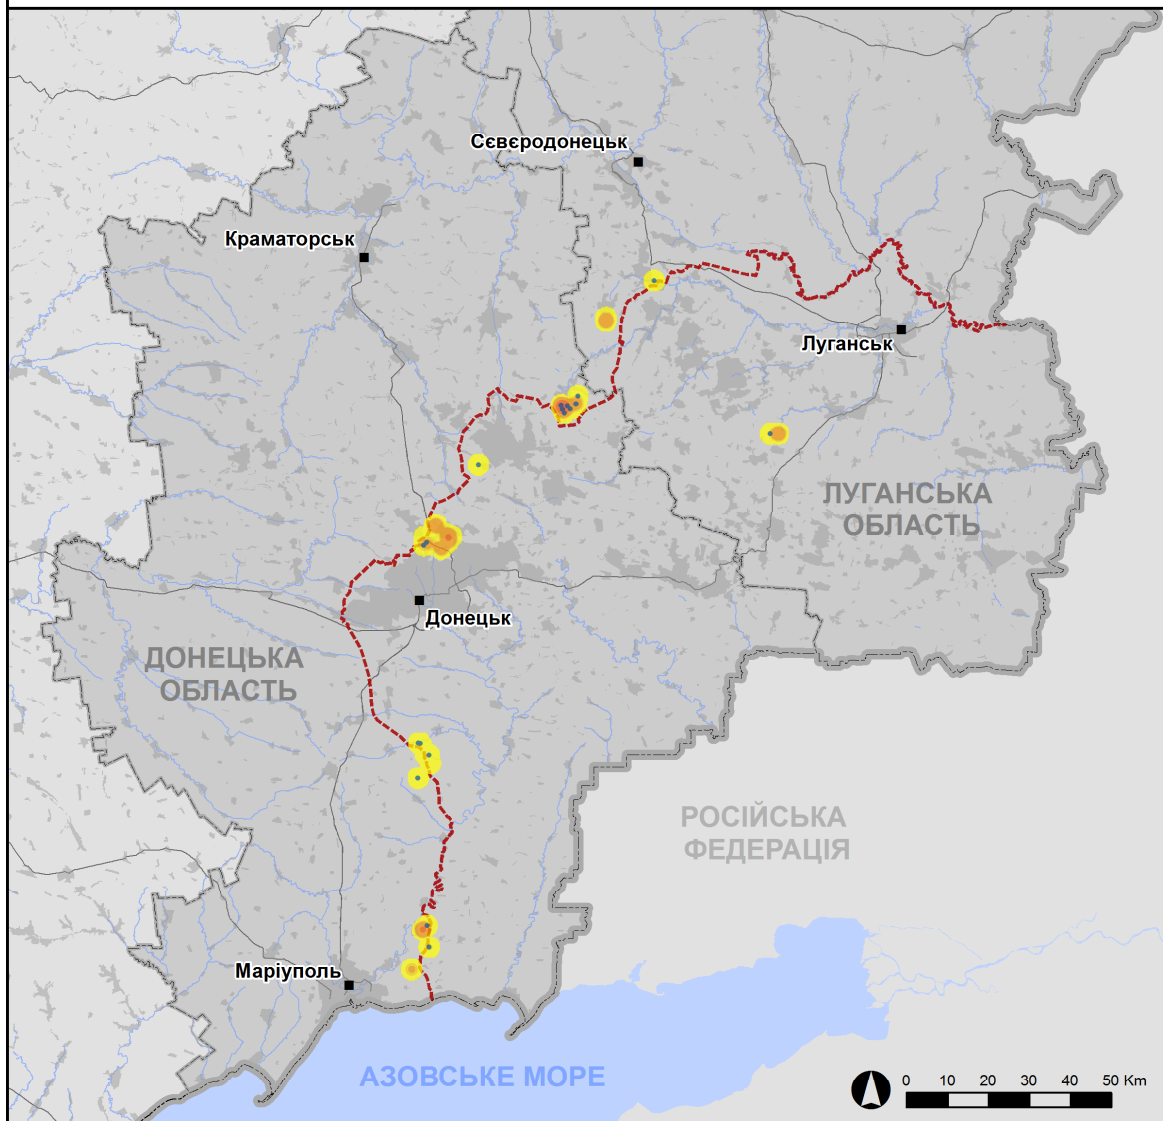 Сєвєродонецьк
Краматорськ
Луганськ
ЛУГАНСЬКА
ОБЛАСТЬ
Донецьк
ДОНЕЦЬКА
ОБЛАСТЬ
РОСІЙСЬКА
ФЕДЕРАЦІЯ
Маріуполь
АЗОВСЬКЕ МОРЕ
0 10 20 30 40 50 Km